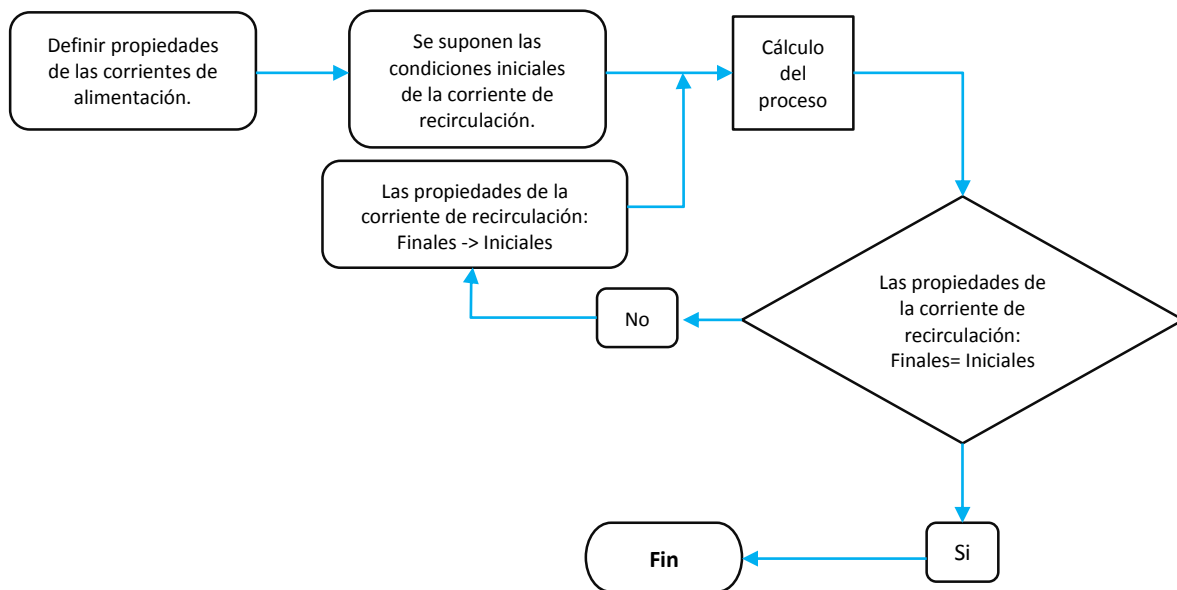 Definir propiedades
de las corrientes de
alimentación.
Se suponen las
condiciones iniciales
de la corriente de
recirculación.
Cálculo
del
proceso
Las propiedades de la
corriente de recirculación:
Finales -> Iniciales
No
Las propiedades de
la corriente de
recirculación:
Finales= Iniciales
Si
Fin